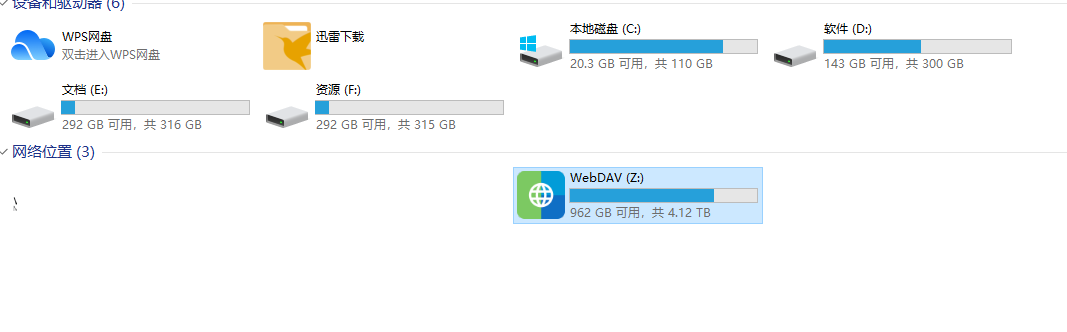 设备和驱动器 (6)
WPS网盘
双击进入WPS网盘
迅雷下载
本地磁盘 (C:)
20.3 GB 可用，共 110 GB
软件 (D:)
143 GB 可用，共 300 GB
文档 (E:)
292 GB 可用，共 316 GB
资源 (F:)
292 GB 可用，共 315 GB
网络位置 (3)
WebDAV (Z:)
962 GB 可用，共 4.12 TB